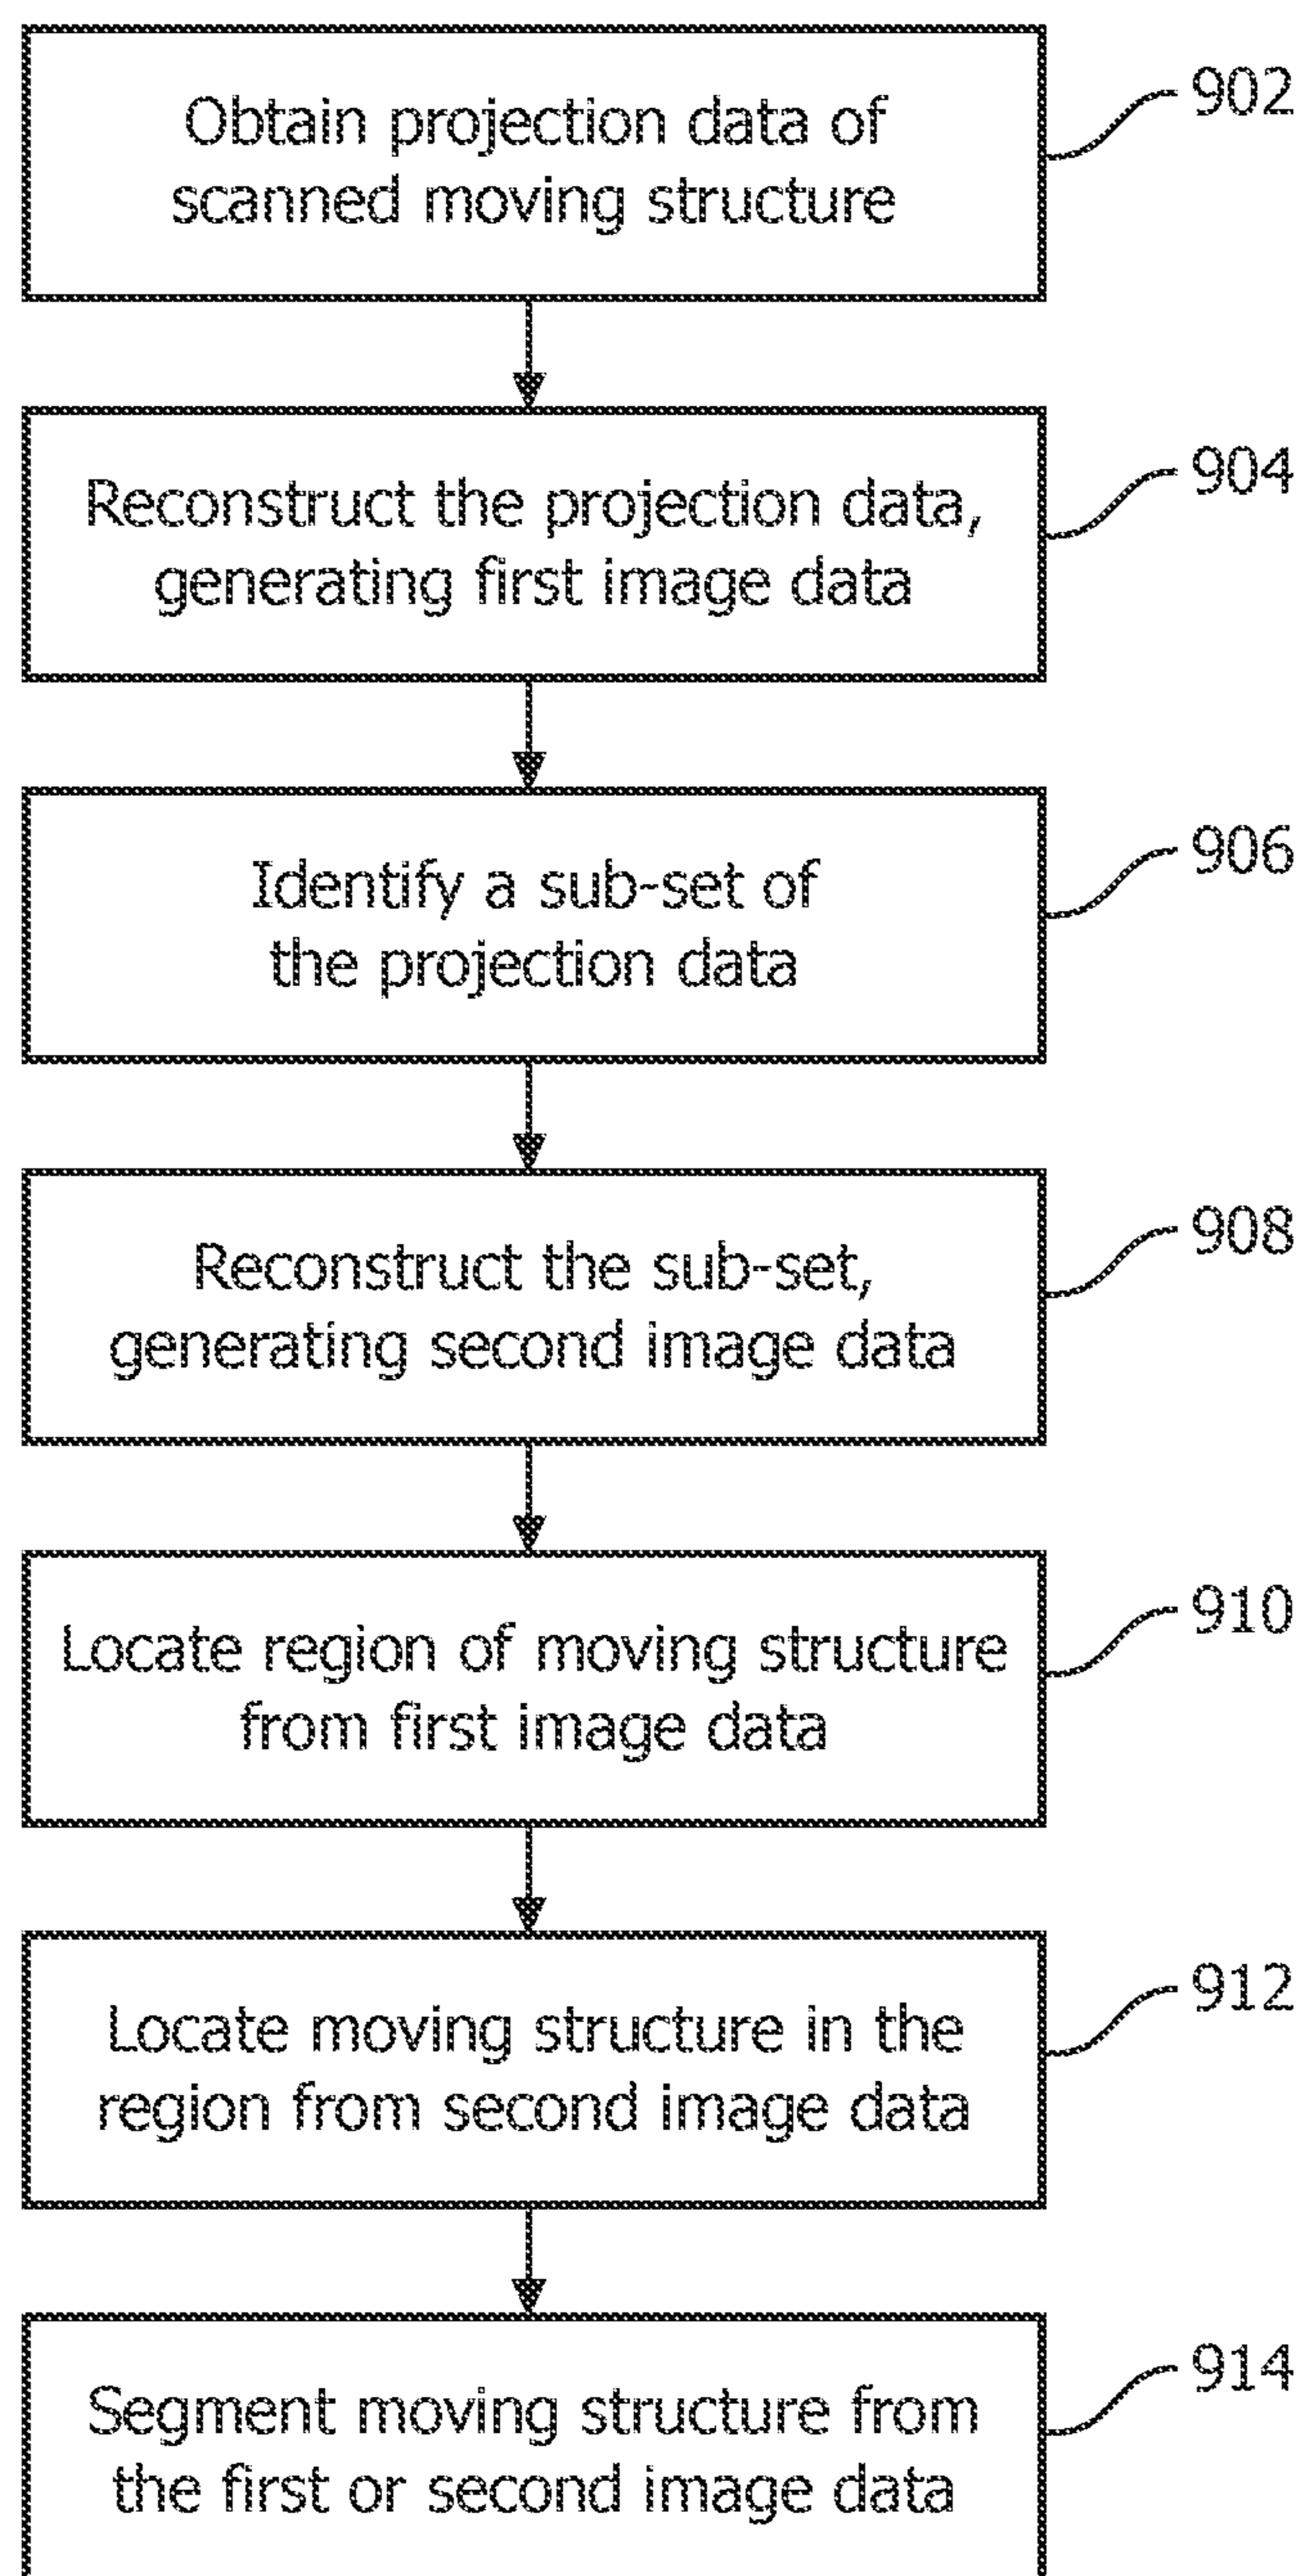 Obtain projection data of
scanned moving structure
902
Reconstruct the projection data,
generating first image data
904
Identify a sub-set of
the projection data
906
Reconstruct the sub-set,
generating second image data
908
Locate region of moving structure
from first image data
910
Locate moving structure in the
region from second image data
912
Segment moving structure from
the first or second image data
914